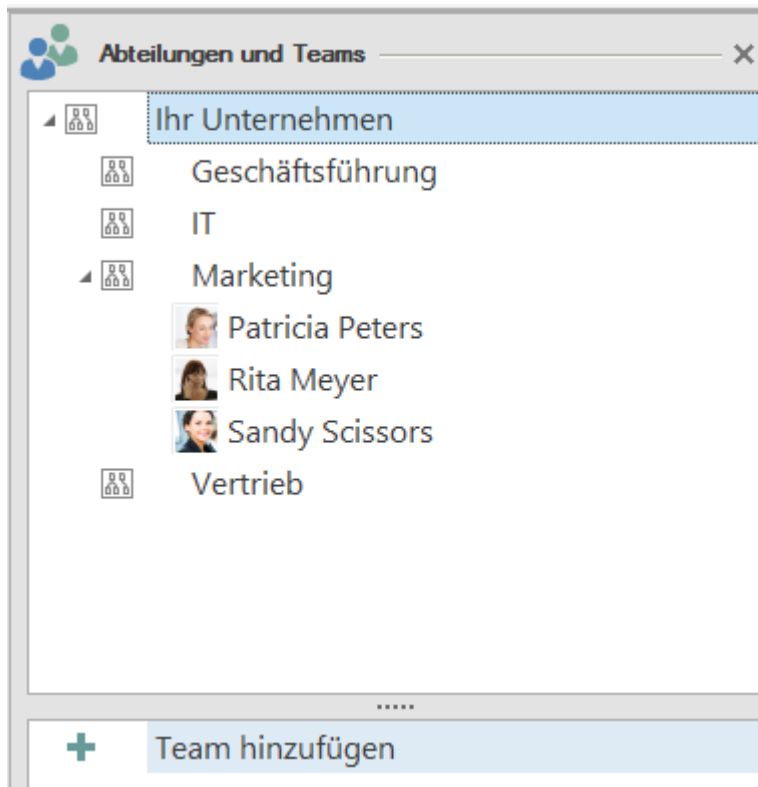 Abteilungen und Teams
Ihr Unternehmen
Geschäftsführung
IT
Marketing
Patricia Peters
Rita Meyer
Sandy Scissors
Vertrieb
Team hinzufügen